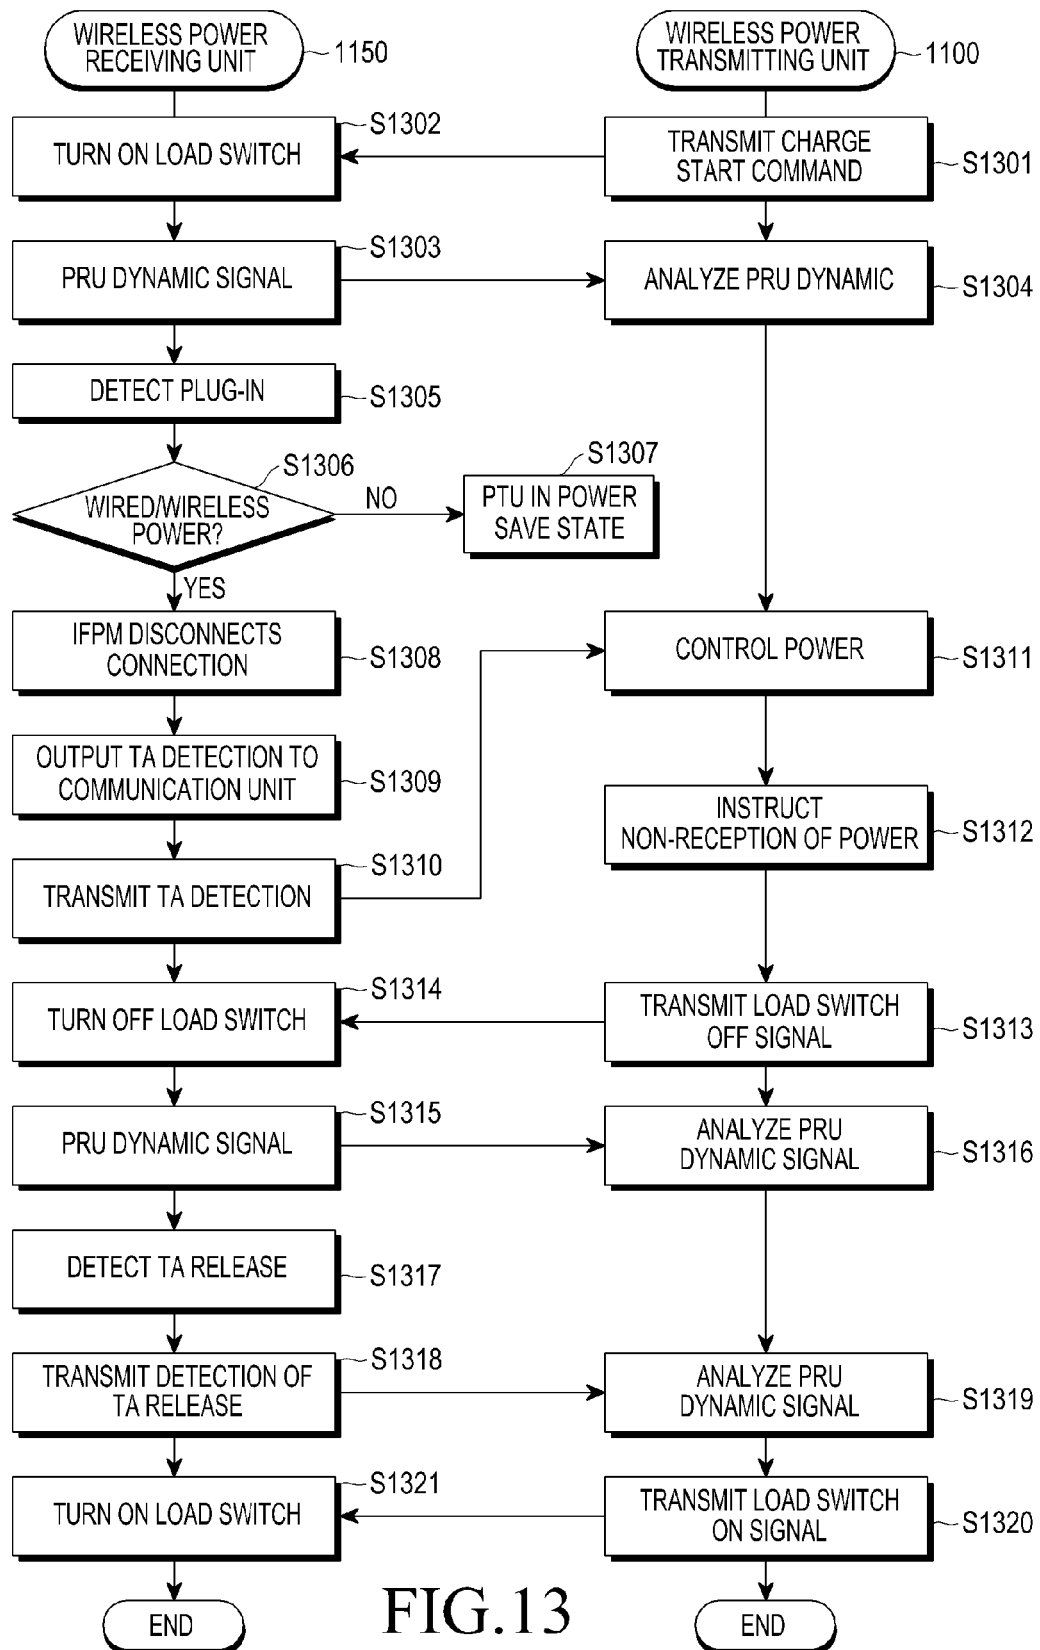 WIRELESS POWER
RECEIVING UNIT
1150
WIRELESS POWER
TRANSMITTING UNIT
1100
S1302
TURN ON LOAD SWITCH
TRANSMIT CHARGE
START COMMAND
S1301
S1303
PRU DYNAMIC SIGNAL
ANALYZE PRU DYNAMIC
S1304
DETECT PLUG-IN
S1305
S1306
WIRED/WIRELESS
POWER?
NO
YES
S1307
PTU IN POWER
SAVE STATE
IFPM DISCONNECTS
CONNECTION
S1308
CONTROL POWER
S1311
OUTPUT TA DETECTION TO
COMMUNICATION UNIT
S1309
INSTRUCT
NON-RECEPTION OF POWER
S1312
S1310
TRANSMIT TA DETECTION
S1314
TURN OFF LOAD SWITCH
TRANSMIT LOAD SWITCH
OFF SIGNAL
S1313
S1315
PRU DYNAMIC SIGNAL
ANALYZE PRU
DYNAMIC SIGNAL
S1316
DETECT TA RELEASE
S1317
S1318
TRANSMIT DETECTION OF
TA RELEASE
ANALYZE PRU
DYNAMIC SIGNAL
S1319
S1321
TURN ON LOAD SWITCH
TRANSMIT LOAD SWITCH
ON SIGNAL
S1320
END
FIG.13
END